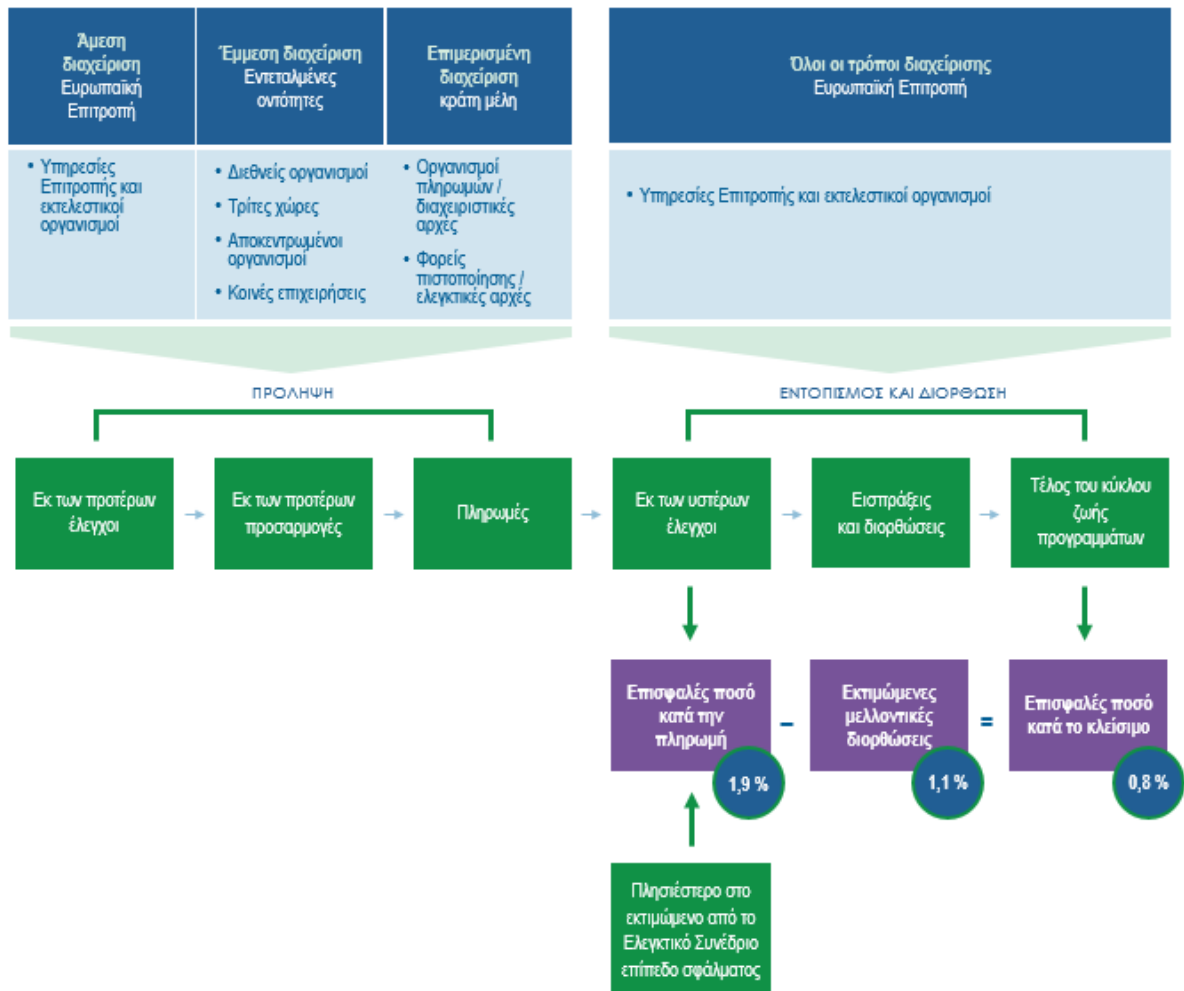 Άμεση
διαχείριση
Ευρωπαϊκή
Επιτροπή
Έμμεση διαχείριση
Εντεταλμένες
οντότητες
Επιμερισμένη
διαχείριση
κράτη μέλη
Όλοι οι τρόποι διαχείρισης
Ευρωπαϊκή Επιτροπή
• Υπηρεσίες
Επιτροπής και
εκτελεστικοί
οργανισμοί
• Διεθνείς οργανισμοί
• Τρίτες χώρες
• Αποκεντρωμένοι
οργανισμοί
• Κοινές επιχειρήσεις
• Οργανισμοί
πληρωμών /
διαχειριστικές
αρχές
• Φορείς
πιστοποίησης /
ελεγκτικές αρχές
• Υπηρεσίες Επιτροπής και εκτελεστικοί οργανισμοί
ΠΡΟΛΗΨΗ
ΕΝΤΟΠΙΣΜΟΣ ΚΑΙ ΔΙΟΡΘΩΣΗ
Εκ των προτέρων
έλεγχοι
Εκ των προτέρων
προσαρμογές
Πληρωμές
Εκ των υστέρων
έλεγχοι
Εισπράξεις
και διορθώσεις
Τέλος του κύκλου
ζωής
προγραμμάτων
Επισφαλές ποσό
κατά την
πληρωμή
1,9 %
–
Εκτιμώμενες
μελλοντικές
διορθώσεις
1,1 %
=
Επισφαλές ποσό
κατά το κλείσιμο
0,8 %
Πλησιέστερο στο
εκτιμώμενο από το
Ελεγκτικό Συνέδριο
επίπεδο σφάλματος